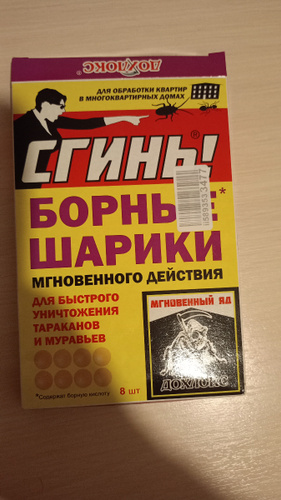 ДОХЛОКС
ДЛЯ ОБРАБОТКИ КВАРТИР
В МНОГОКВАРТИРНЫХ ДОМАХ
СГИНЬ!®
БОРНЫЕ*
ШАРИКИ
МГНОВЕННОГО ДЕЙСТВИЯ
ДЛЯ БЫСТРОГО
УНИЧТОЖЕНИЯ
ТАРАКАНОВ
И МУРАВЬЕВ
МГНОВЕННЫЙ ЯД
ДОХЛОКС
8 шт
*Содержат борную кислоту